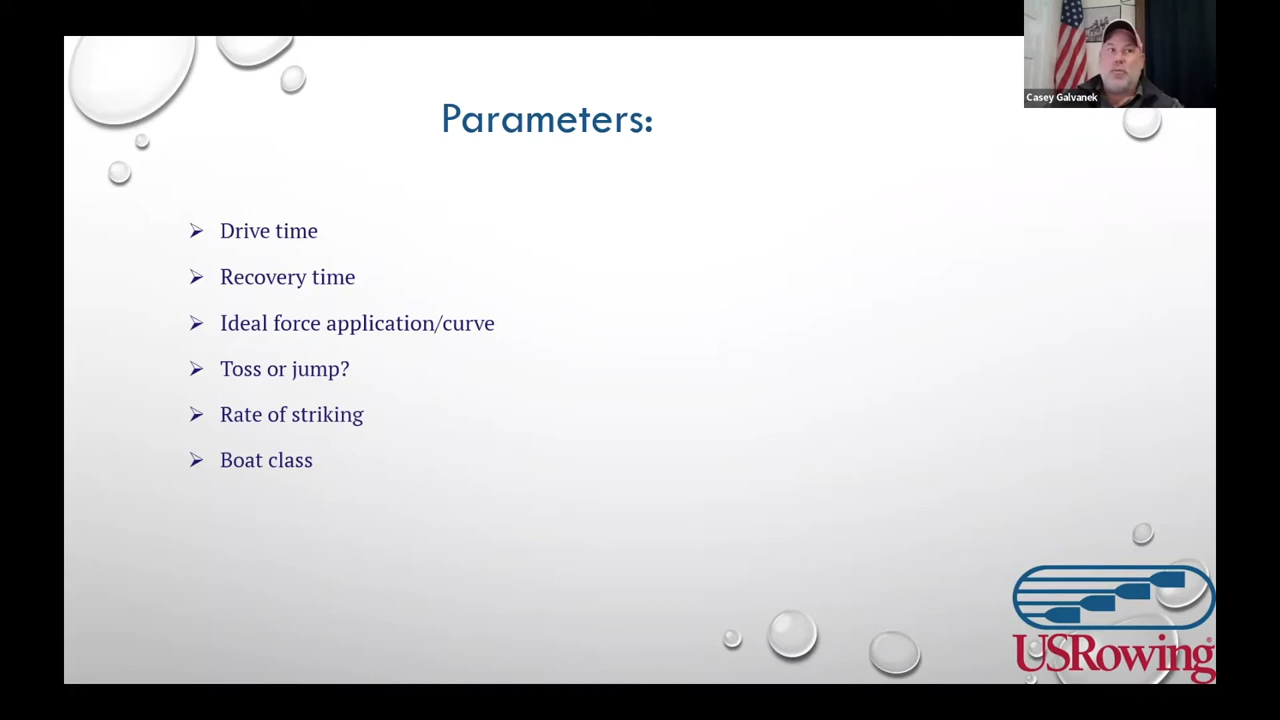 Casey Galvanek
Parameters:
Drive time
Recovery time
Ideal force application/curve
Toss or jump?
Rate of striking
Boat class
USRowing®